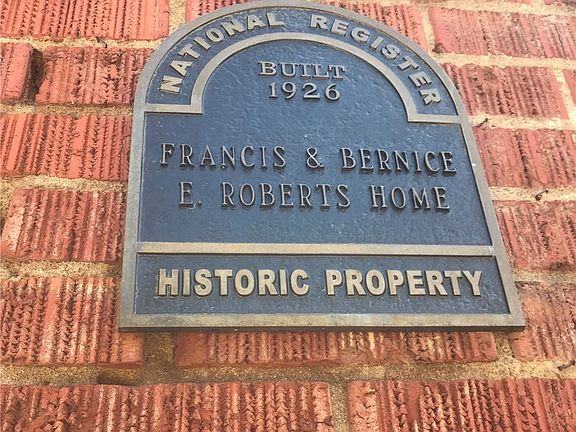 NATIONAL REGISTER
BUILT
1926
FRANCIS & BERNICE
E. ROBERTS HOME
HISTORIC PROPERTY